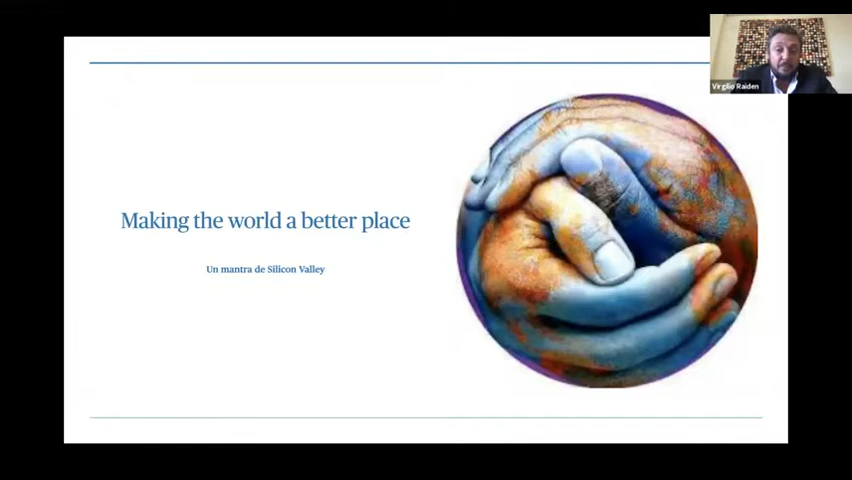 Virgilio Raiden
Making the world a better place
Un mantra de Silicon Valley